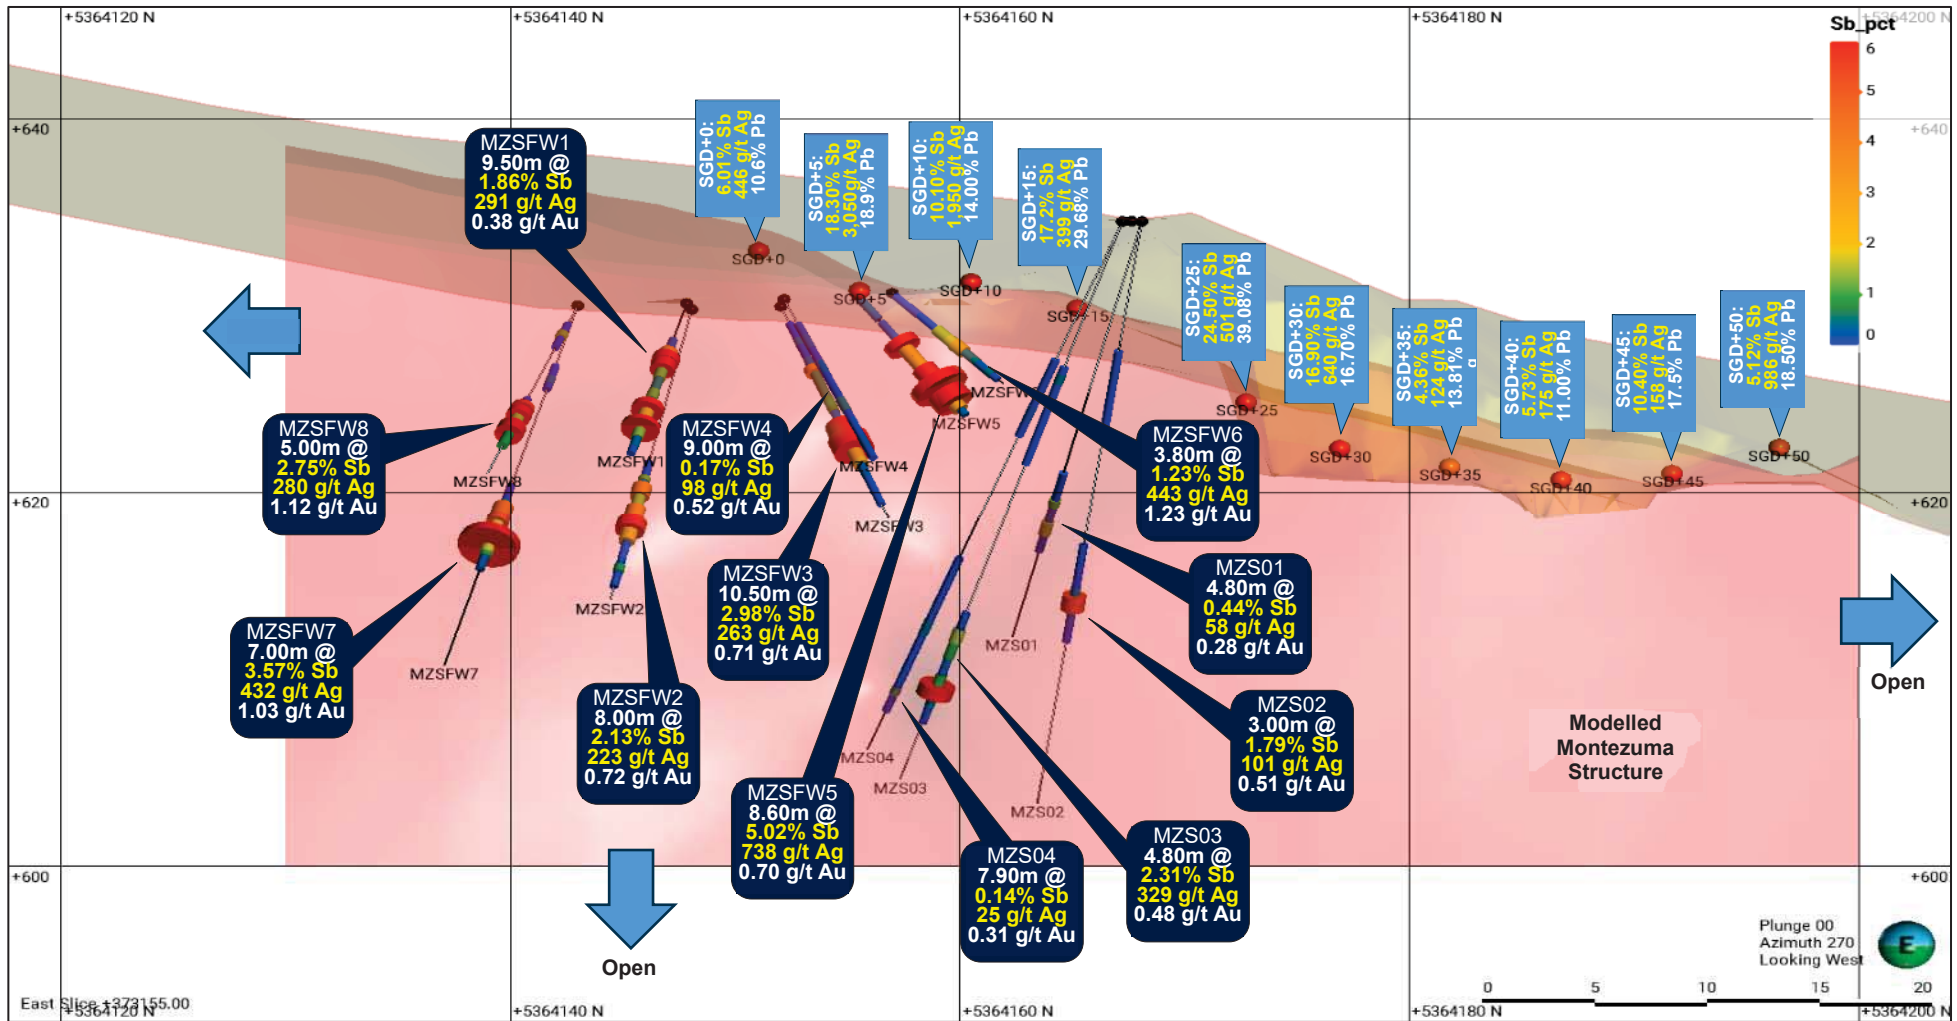 +5364120 N
+5364140 N
+5364160 N
+5364180 N
+5364200 N
Sb_pct
6
5
4
3
2
1
0
+640
+640
MZSFW1
9.50m @
1.86% Sb
291 g/t Ag
0.38 g/t Au
SGD+0:
6.01% Sb
446 g/t Ag
10.6% Pb
SGD+5:
18.30% Sb
3,050g/t Ag
18.9% Pb
SGD+10:
10.10% Sb
1,950 g/t Ag
14.00% Pb
SGD+15:
17.2% Sb
399 g/t Ag
29.68% Pb
SGD+25:
24.50% Sb
501 g/t Ag
39.08% Pb
SGD+30:
16.90% Sb
640 g/t Ag
16.70% Pb
SGD+35:
4.36% Sb
124 g/t Ag
13.81% Pb
g
SGD+40:
5.73% Sb
175 g/t Ag
11.00% Pb
SGD+45:
10.40% Sb
158 g/t Ag
17.5% Pb
SGD+50:
5.12% Sb
986 g/t Ag
18.50% Pb
SGD+0
SGD+5
SGD+10
SGD+15
SGD+25
SGD+30
SGD+35
SGD+40
SGD+45
SGD+50
MZSFW8
5.00m @
2.75% Sb
280 g/t Ag
1.12 g/t Au
MZSFW4
9.00m @
0.17% Sb
98 g/t Ag
0.52 g/t Au
MZSFW6
3.80m @
1.23% Sb
443 g/t Ag
1.23 g/t Au
MZSFW5
MZSFW1
MZSFW4
MZSFW8
MZSFW3
+620
+620
MZSFW3
10.50m @
2.98% Sb
263 g/t Ag
0.71 g/t Au
MZS01
4.80m @
0.44% Sb
58 g/t Ag
0.28 g/t Au
MZSFW2
MZS01
MZSFW7
7.00m @
3.57% Sb
432 g/t Ag
1.03 g/t Au
MZSFW7
MZSFW2
8.00m @
2.13% Sb
223 g/t Ag
0.72 g/t Au
MZS02
3.00m @
1.79% Sb
101 g/t Ag
0.51 g/t Au
Open
Modelled
Montezuma
Structure
MZS04
MZS03
MZS02
MZSFW5
8.60m @
5.02% Sb
738 g/t Ag
0.70 g/t Au
MZS04
7.90m @
0.14% Sb
25 g/t Ag
0.31 g/t Au
MZS03
4.80m @
2.31% Sb
329 g/t Ag
0.48 g/t Au
+600
+600
Open
Plunge 00
Azimuth 270
Looking West
E
0 5 10 15 20
East Slice +373155.00
+5364120 N
+5364140 N
+5364160 N
+5364180 N
+5364200 N